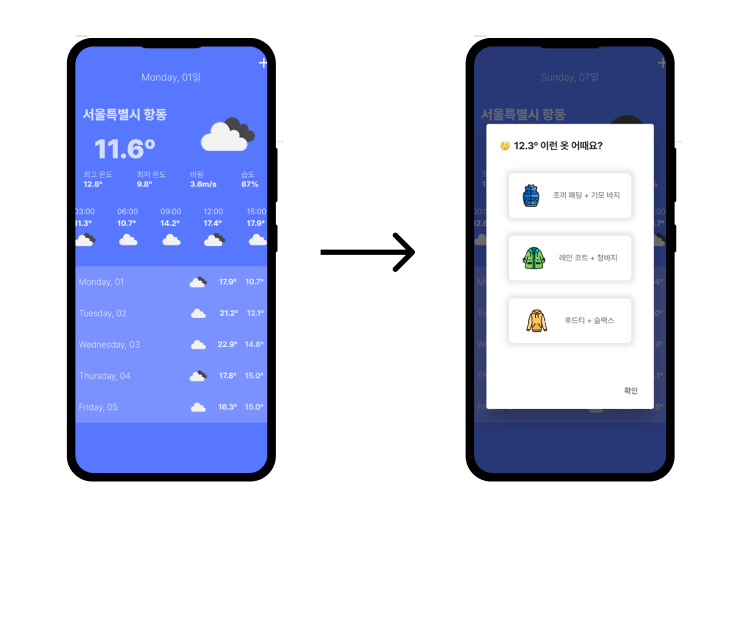 Monday, 01일
서울특별시 항동
11.6º
최고 온도 최저 온도 바람 습도
12.8° 9.8° 3.6m/s 87%
03:00 06:00 09:00 12:00 15:00
11.3° 10.7° 14.2° 17.4° 17.9°
Monday, 01 17.9° 10.7°
Tuesday, 02 21.2° 12.1°
Wednesday, 03 22.9° 14.6°
Thursday, 04 17.8° 15.0°
Friday, 05 16.3° 15.0°
Sunday, 07일
서울특별시 항동
12.3º 이런 옷 어때요?
조끼 패딩 + 기모 바지
레인 코트 + 청바지
후드티 + 슬랙스
확인